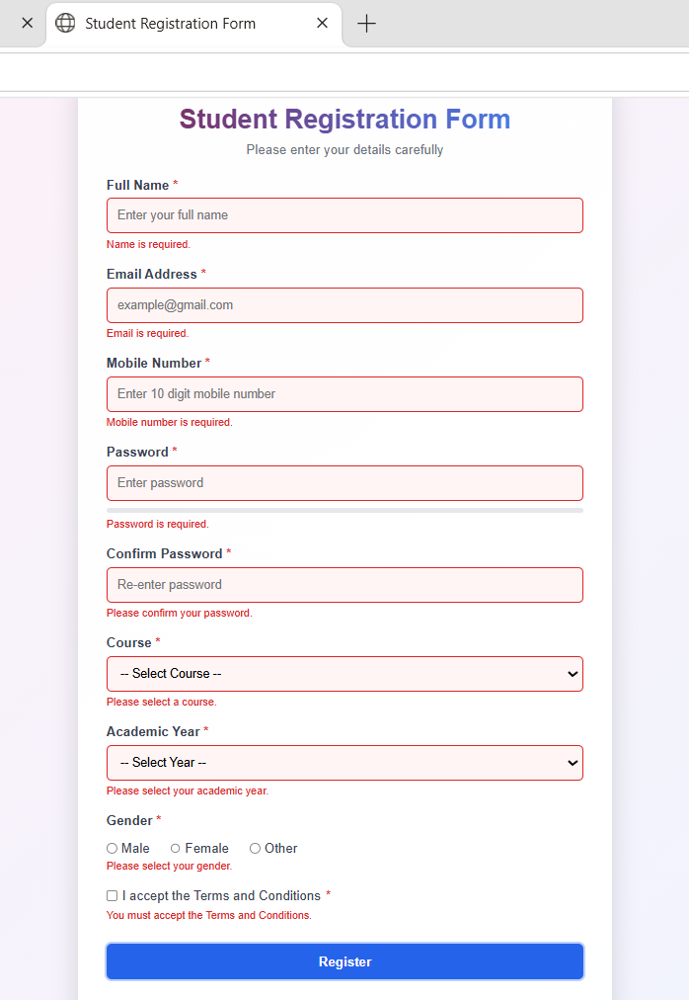 Student Registration Form
Student Registration Form
Please enter your details carefully
Full Name *
Enter your full name
Name is required.
Email Address *
example@gmail.com
Email is required.
Mobile Number *
Enter 10 digit mobile number
Mobile number is required.
Password *
Enter password
Password is required.
Confirm Password *
Re-enter password
Please confirm your password.
Course *
-- Select Course --
Please select a course.
Academic Year *
-- Select Year --
Please select your academic year.
Gender *
Male Female Other
Please select your gender.
I accept the Terms and Conditions *
You must accept the Terms and Conditions.
Register